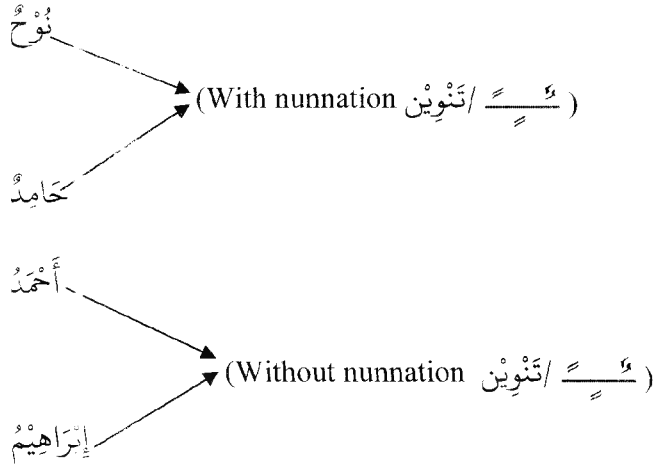 نُوْحٌ
(With nunnation تَنْوِيْن / ـًـٍـٌ )
حَامِدٌ
أَحْمَدُ
(Without nunnation تَنْوِيْن / ـًـٍـٌ )
إِبْرَاهِيْمُ